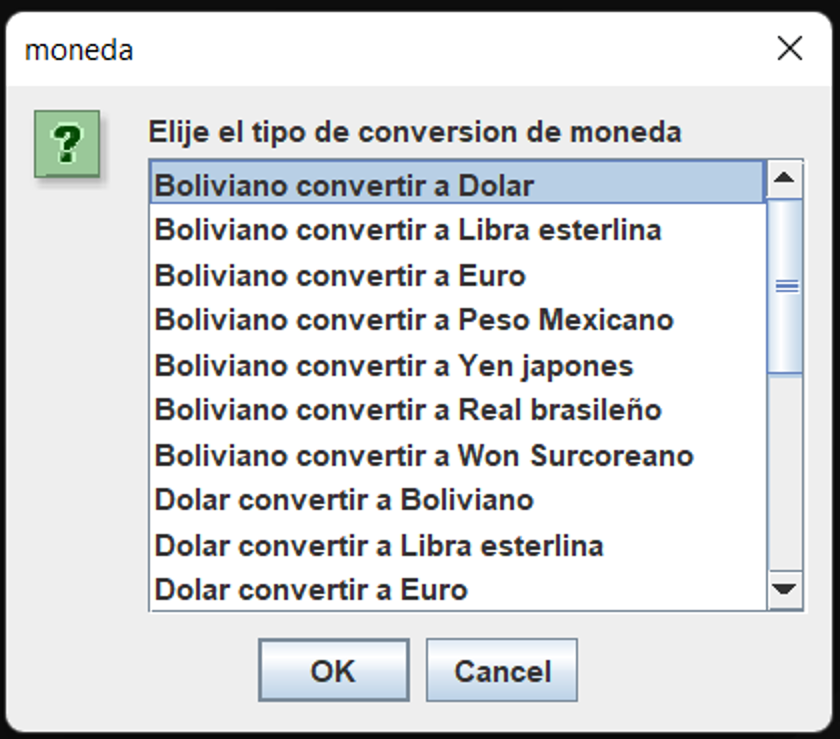 moneda
?
Elije el tipo de conversion de moneda
Boliviano convertir a Dolar
Boliviano convertir a Libra esterlina
Boliviano convertir a Euro
Boliviano convertir a Peso Mexicano
Boliviano convertir a Yen japones
Boliviano convertir a Real brasileño
Boliviano convertir a Won Surcoreano
Dolar convertir a Boliviano
Dolar convertir a Libra esterlina
Dolar convertir a Euro
OK Cancel